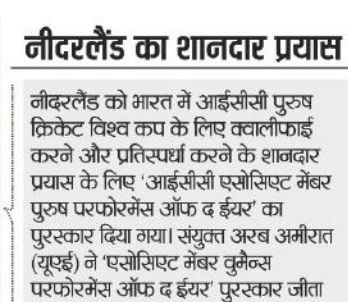 नीदरलैंड का शानदार प्रयास
नीदरलैंड को भारत में आईसीसी पुरुष
क्रिकेट विश्व कप के लिए क्वालीफाई
करने और प्रतिस्पर्धा करने के शानदार
प्रयास के लिए ‘आईसीसी एसोसिएट मेंबर
पुरुष परफोरमेंस ऑफ द ईयर’ का
पुरस्कार दिया गया। संयुक्त अरब अमीरात
(यूएई) ने ‘एसोसिएट मेंबर वुमैन्स
परफोरमेंस ऑफ द ईयर’ पुरस्कार जीता